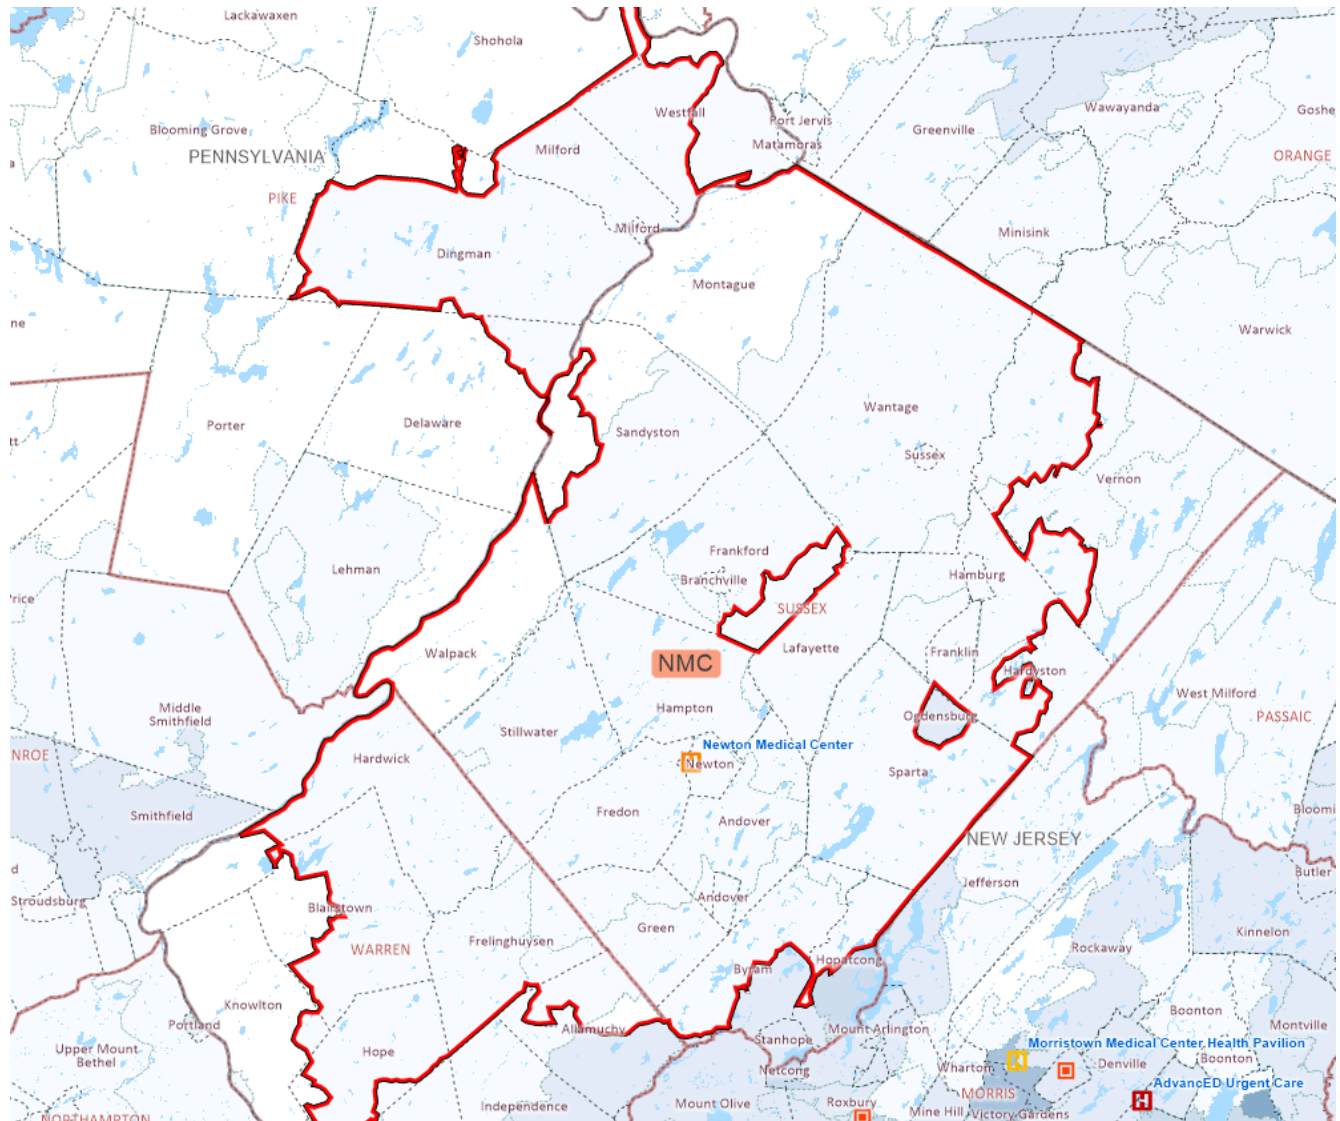 Lackawaxen
Shohola
Wawayanda
Goshe
Westfall
Port Jervis
Greenville
Blooming Grove
Matamoras
Milford
PENNSYLVANIA
ORANGE
PIKE
Milford
Minisink
Dingman
Montague
ne
Warwick
Wantage
Porter
Delaware
Sandyston
tt
Sussex
Vernon
Frankford
Lehman
Branchville
Hamburg
rice
SUSSEX
Lafayette
Walpack
NMC
Franklin
Hardyston
West Milford
Middle
Smithfield
Hampton
Ogdensburg
PASSAIC
Stillwater
NROE
Newton Medical Center
Hardwick
H
Newton
Sparta
Smithfield
Fredon
Andover
Bloomi
NEW JERSEY
d
Jefferson
Butler
Stroudsburg
Andover
Blairstown
Green
Kinnelon
WARREN
Frelinghuysen
Rockaway
Byram
Hopatcong
Knowlton
Boonton
Portland
Allamuchy
Mount Arlington
Montville
Stanhope
Morristown Medical Center Health Pavilion
Upper Mount
Bethel
Hope
H
Boonton
Netcong
Wharton
Denville
AdvancED Urgent Care
MORRIS
H
Independence
Mount Olive
Roxbury
Mine Hill
Victory Gardens
NORTHAMPTON